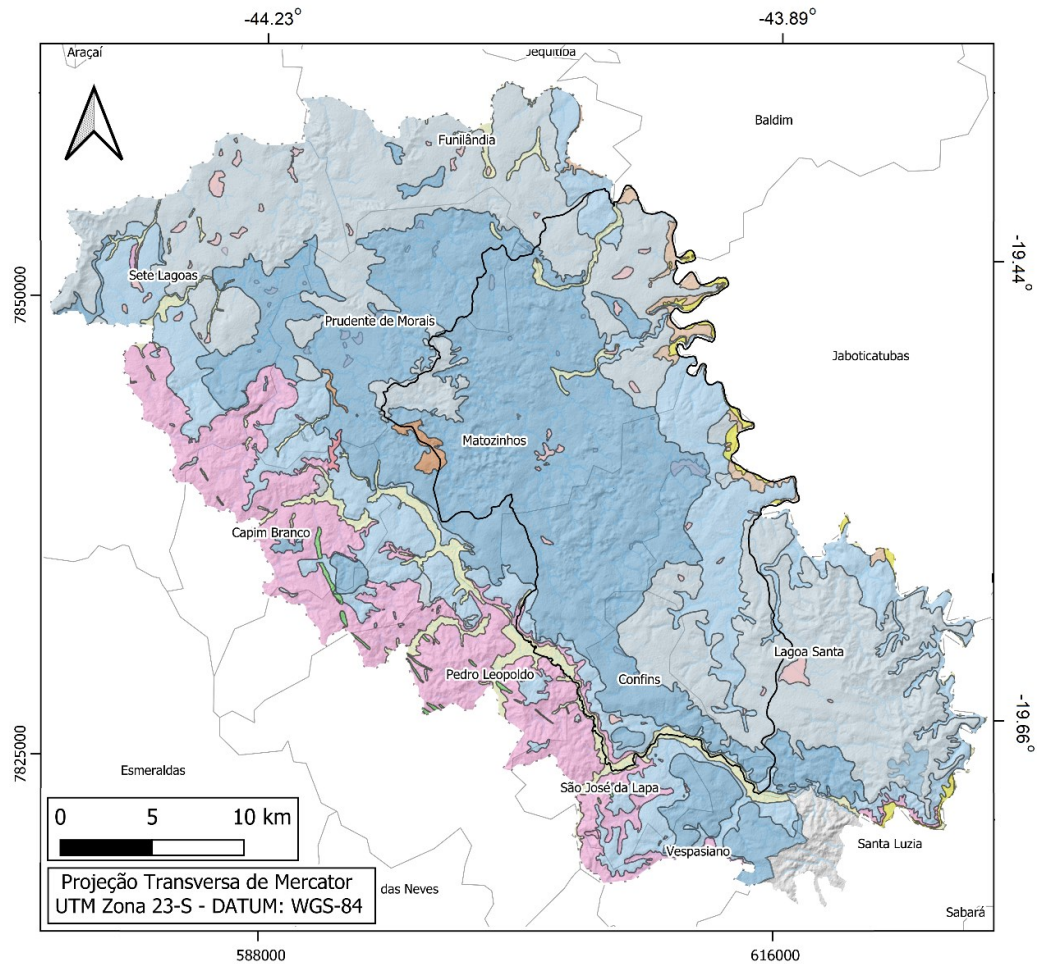 -44.23°
-43.89°
Araçaí
Jequitibá
Baldim
Funilândia
-19.44°
Sete Lagoas
7850000
Prudente de Morais
Jaboticatubas
Matozinhos
Capim Branco
Lagoa Santa
Pedro Leopoldo
Confins
-19.66°
7825000
Esmeraldas
São José da Lapa
0 5 10 km
Santa Luzia
Vespasiano
Projeção Transversa de Mercator
UTM Zona 23-S - DATUM: WGS-84
das Neves
Sabará
588000
616000